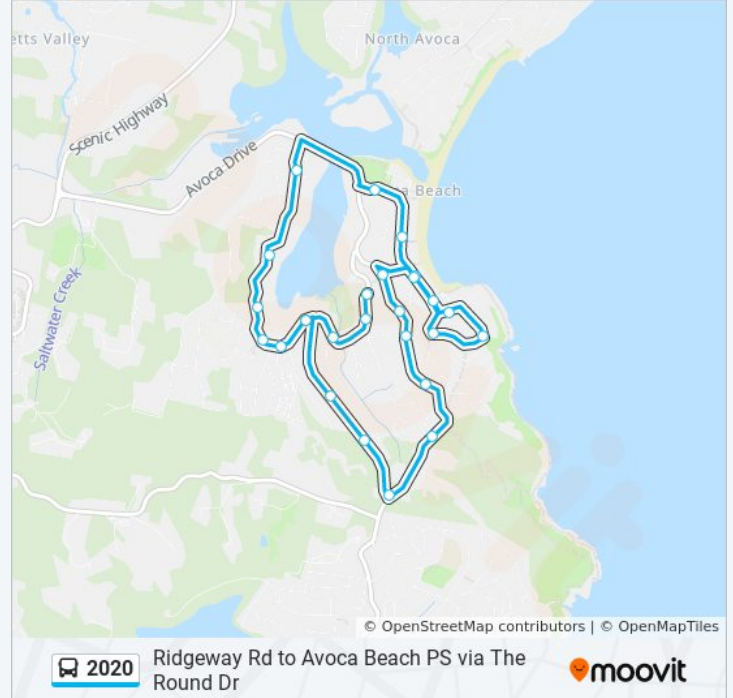 etts Valley
North Avoca
Scenic Highway
Avoca Drive
a Beach
Saltwater Creek
© OpenStreetMap contributors | © OpenMapTiles
2020
Ridgeway Rd to Avoca Beach PS via The
Round Dr
moovit